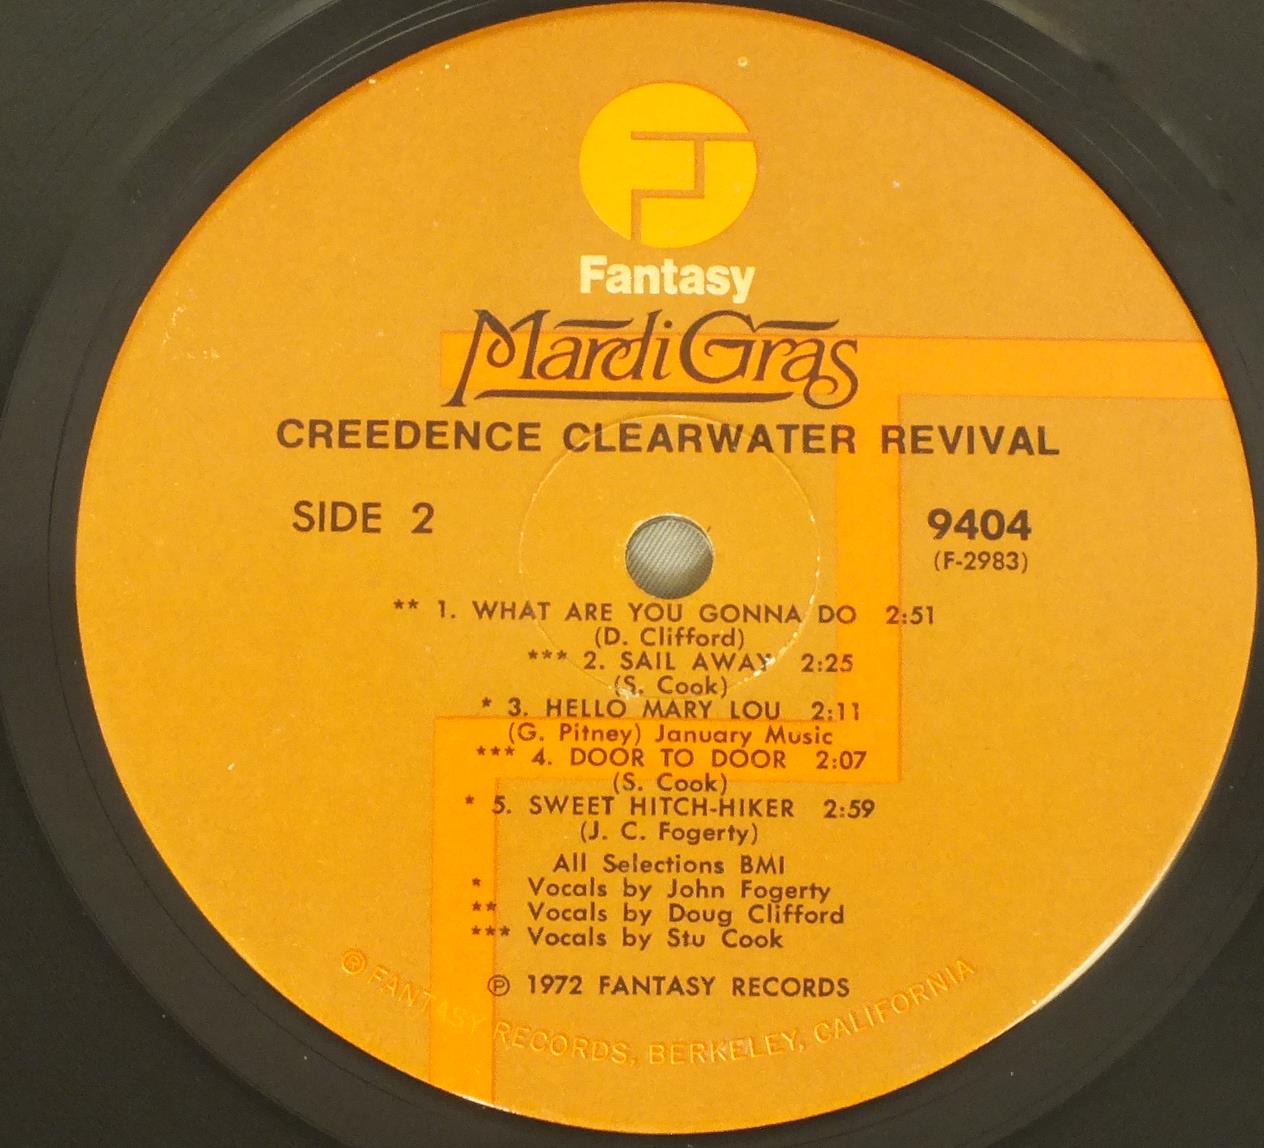 Fantasy
Mardi Gras
CREEDENCE CLEARWATER REVIVAL
SIDE 2
9404
(F-2983)
** 1. WHAT ARE YOU GONNA DO 2:51
(D. Clifford)
*** 2. SAIL AWAY 2:25
(S. Cook)
* 3. HELLO MARY LOU 2:11
(G. Pitney) January Music
*** 4. DOOR TO DOOR 2:07
(S. Cook)
* 5. SWEET HITCH-HIKER 2:59
(J. C. Fogerty)
All Selections BMI
* Vocals by John Fogerty
** Vocals by Doug Clifford
*** Vocals by Stu Cook
℗ 1972 FANTASY RECORDS
® FANTASY RECORDS, BERKELEY, CALIFORNIA